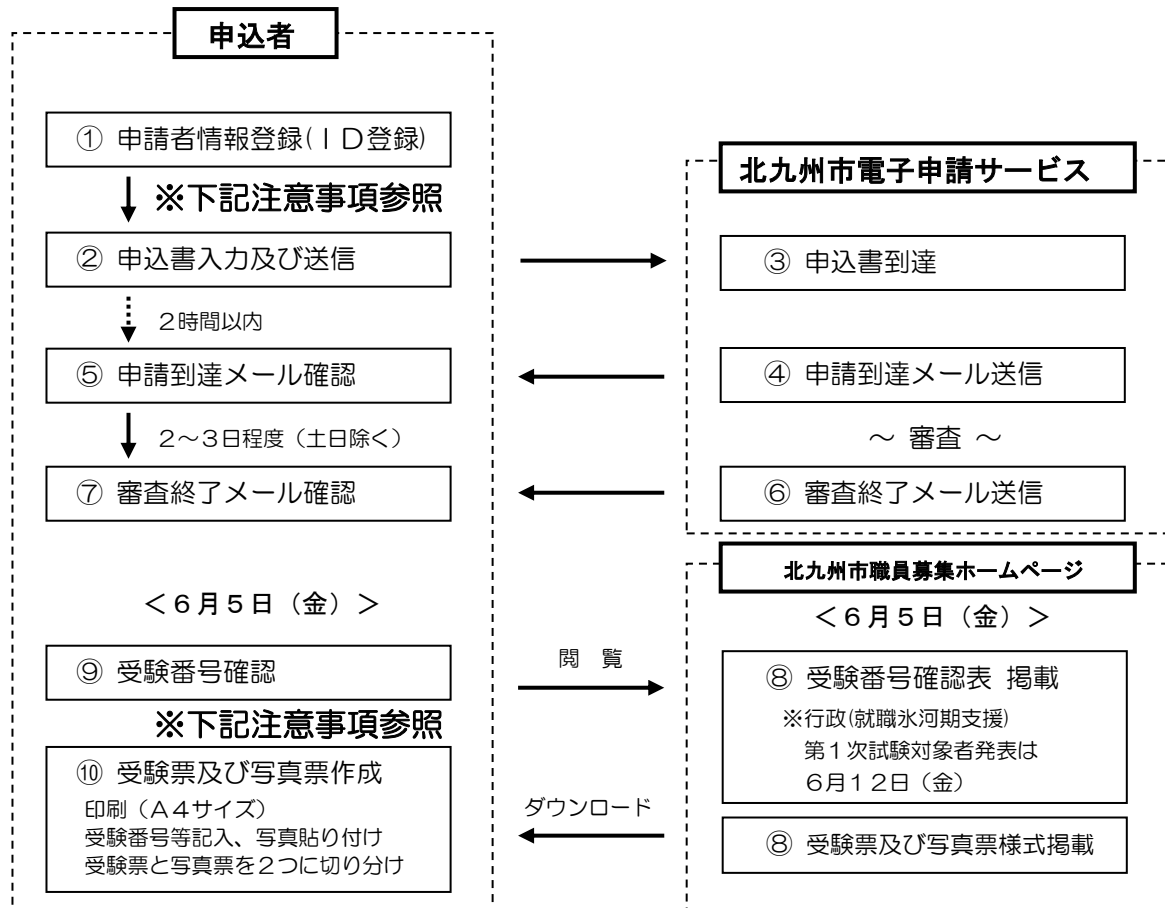 申込者
① 申請者情報登録(ＩＤ登録)
※下記注意事項参照
② 申込書入力及び送信
２時間以内
⑤ 申請到達メール確認
２～３日程度（土日除く）
⑦ 審査終了メール確認
＜６月５日（金）＞
⑨ 受験番号確認
※下記注意事項参照
⑩ 受験票及び写真票作成
印刷（Ａ４サイズ）
受験番号等記入、写真貼り付け
受験票と写真票を２つに切り分け
閲　覧
ダウンロード
北九州市電子申請サービス
③ 申込書到達
④ 申請到達メール送信
～ 審査 ～
⑥ 審査終了メール送信
北九州市職員募集ホームページ
＜６月５日（金）＞
⑧ 受験番号確認表 掲載
※行政(就職氷河期支援)
第１次試験対象者発表は
６月１２日（金）
⑧ 受験票及び写真票様式掲載